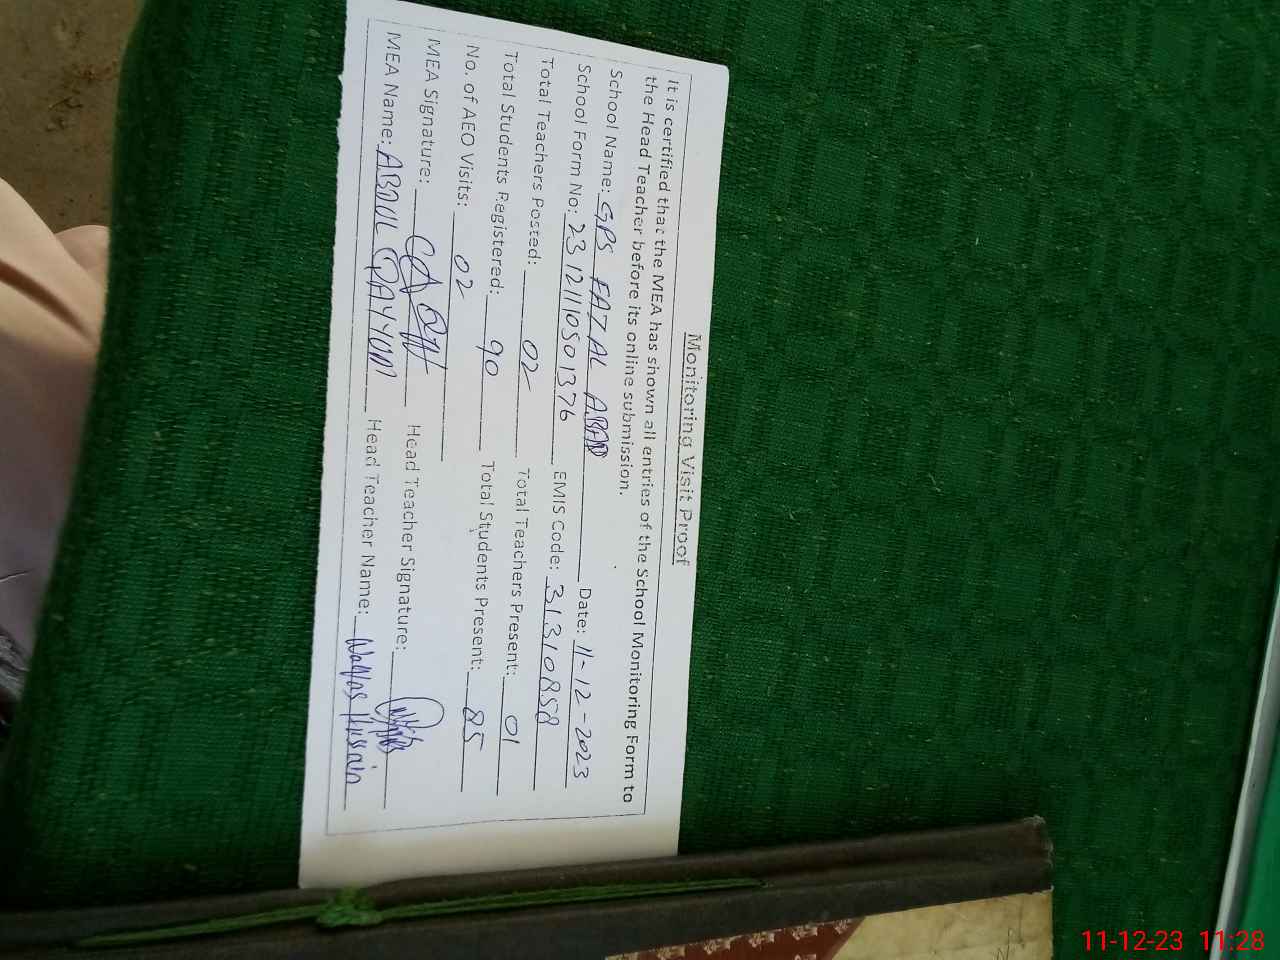 Monitoring Visit Proof
It is certified that the MEA has shown all entries of the School Monitoring Form to
the Head Teacher before its online submission.
School Name: GPS FAZAL ABAD Date: 11-12-2023
School Form No: 23121110501376 EMIS Code: 31310858
Total Teachers Posted: 02 Total Teachers Present: 01
Total Students Registered: 90 Total Students Present: 85
No. of AEO Visits: 02
MEA Signature: Head Teacher Signature:
MEA Name: ABDUL QAYYUM Head Teacher Name: Hussain
11-12-23 11:28